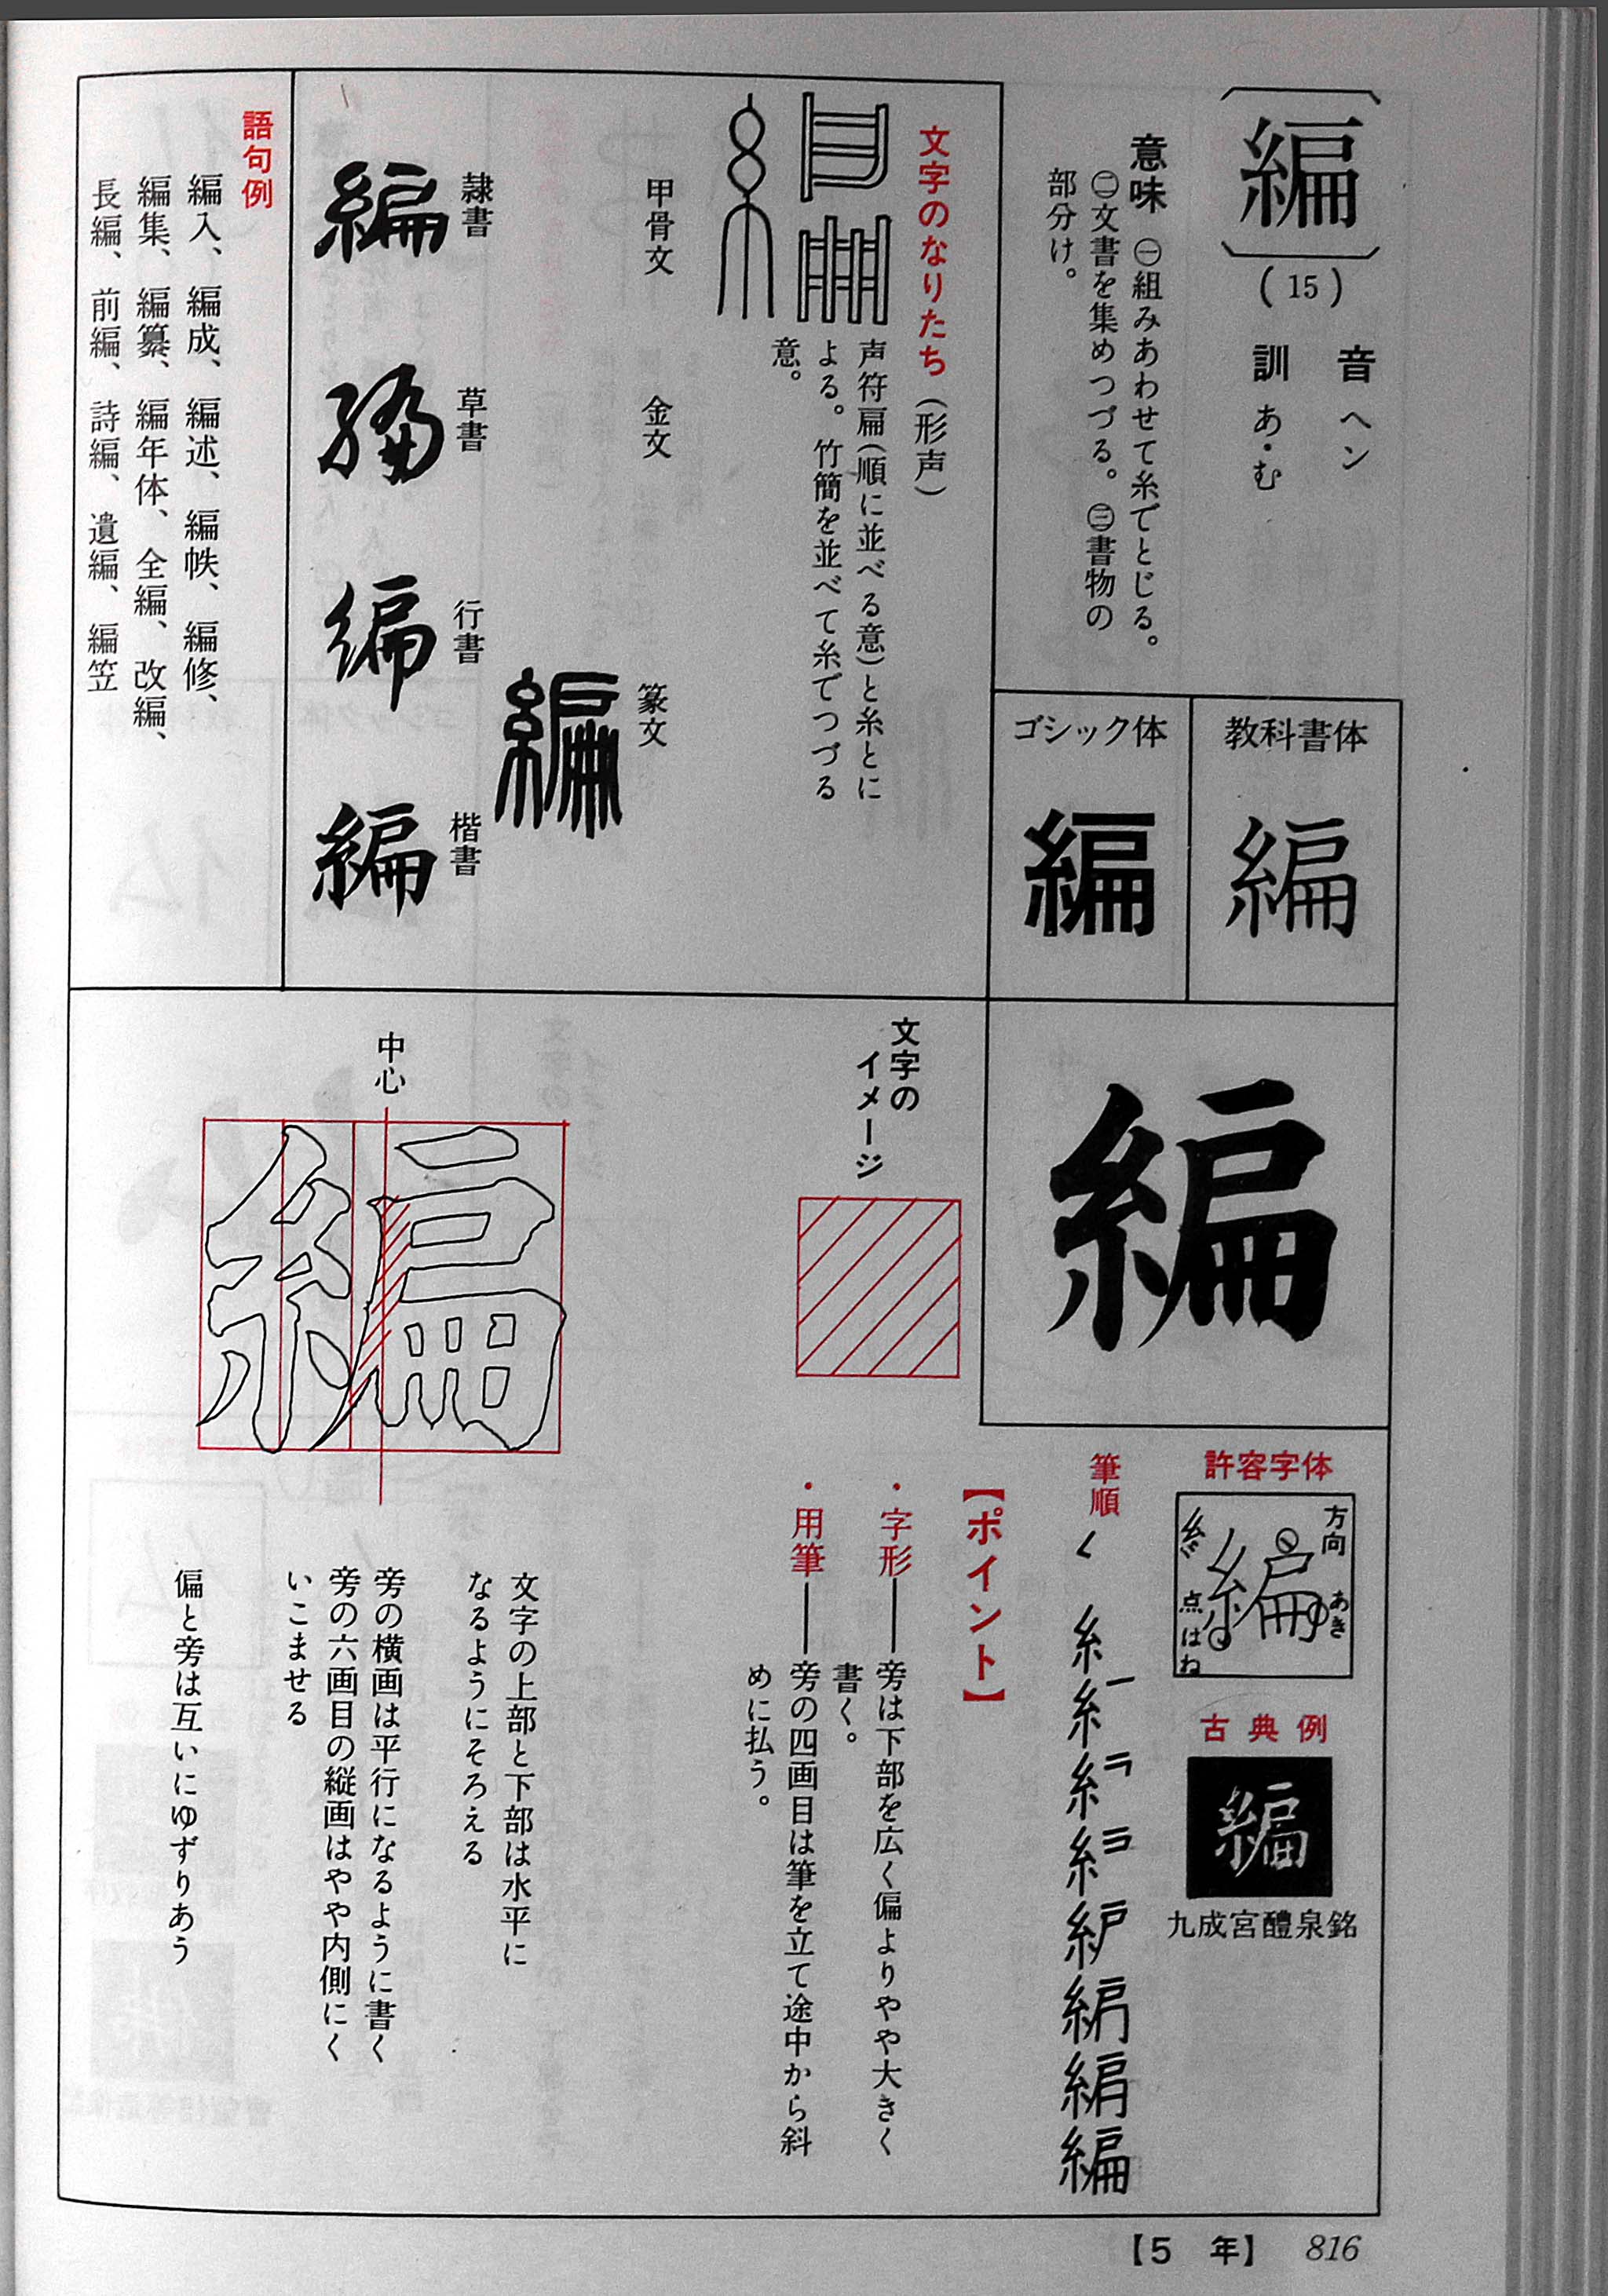 編
(15)
音 ヘン
訓 あ・む
意味 ㊀組みあわせて糸でとじる。
㊁文書を集めつづる。㊂書物の
部分け。
教科書体
編
ゴシック体
編
文字のなりたち(形声)
声符扁(順に並べる意)と糸とに
よる。竹簡を並べて糸でつづる
意。
甲骨文
金文
篆文
編
隷書
編
草書
編
行書
編
楷書
編
語句例
編入、編成、編述、編帙、編修、
編集、編纂、編年体、全編、改編、
長編、前編、詩編、遺編、編笠
編
許容字体
方向
あき
編
糸
点
はね
古典例
編
九成宮醴泉銘
筆順
く 糸
編
文字の
イメージ
【ポイント】
・字形――旁は下部を広く偏よりやや大きく
書く。
・用筆――旁の四画目は筆を立て途中から斜
めに払う。
中心
編
文字の上部と下部は水平に
なるようにそろえる
旁の横画は平行になるように書く
旁の六画目の縦画はやや内側にく
いこませる
偏と旁は互いにゆずりあう
【5 年】 816